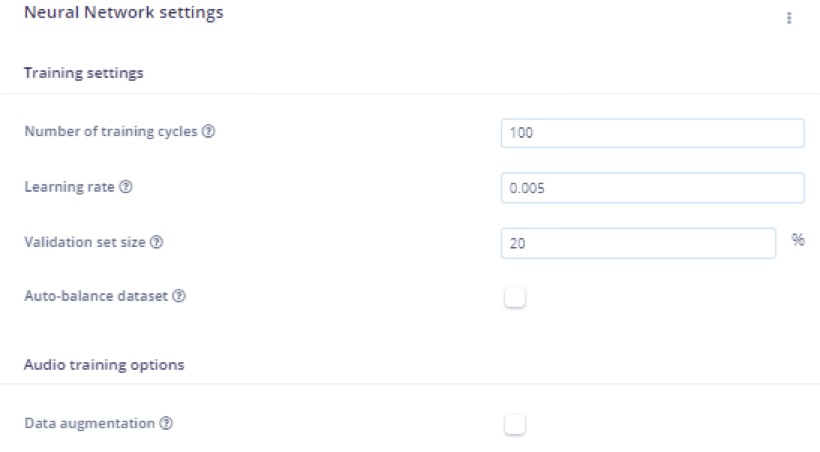 Neural Network settings
Training settings
Number of training cycles ?
100
Learning rate ?
0.005
Validation set size ?
20
%
Auto-balance dataset ?
Audio training options
Data augmentation ?